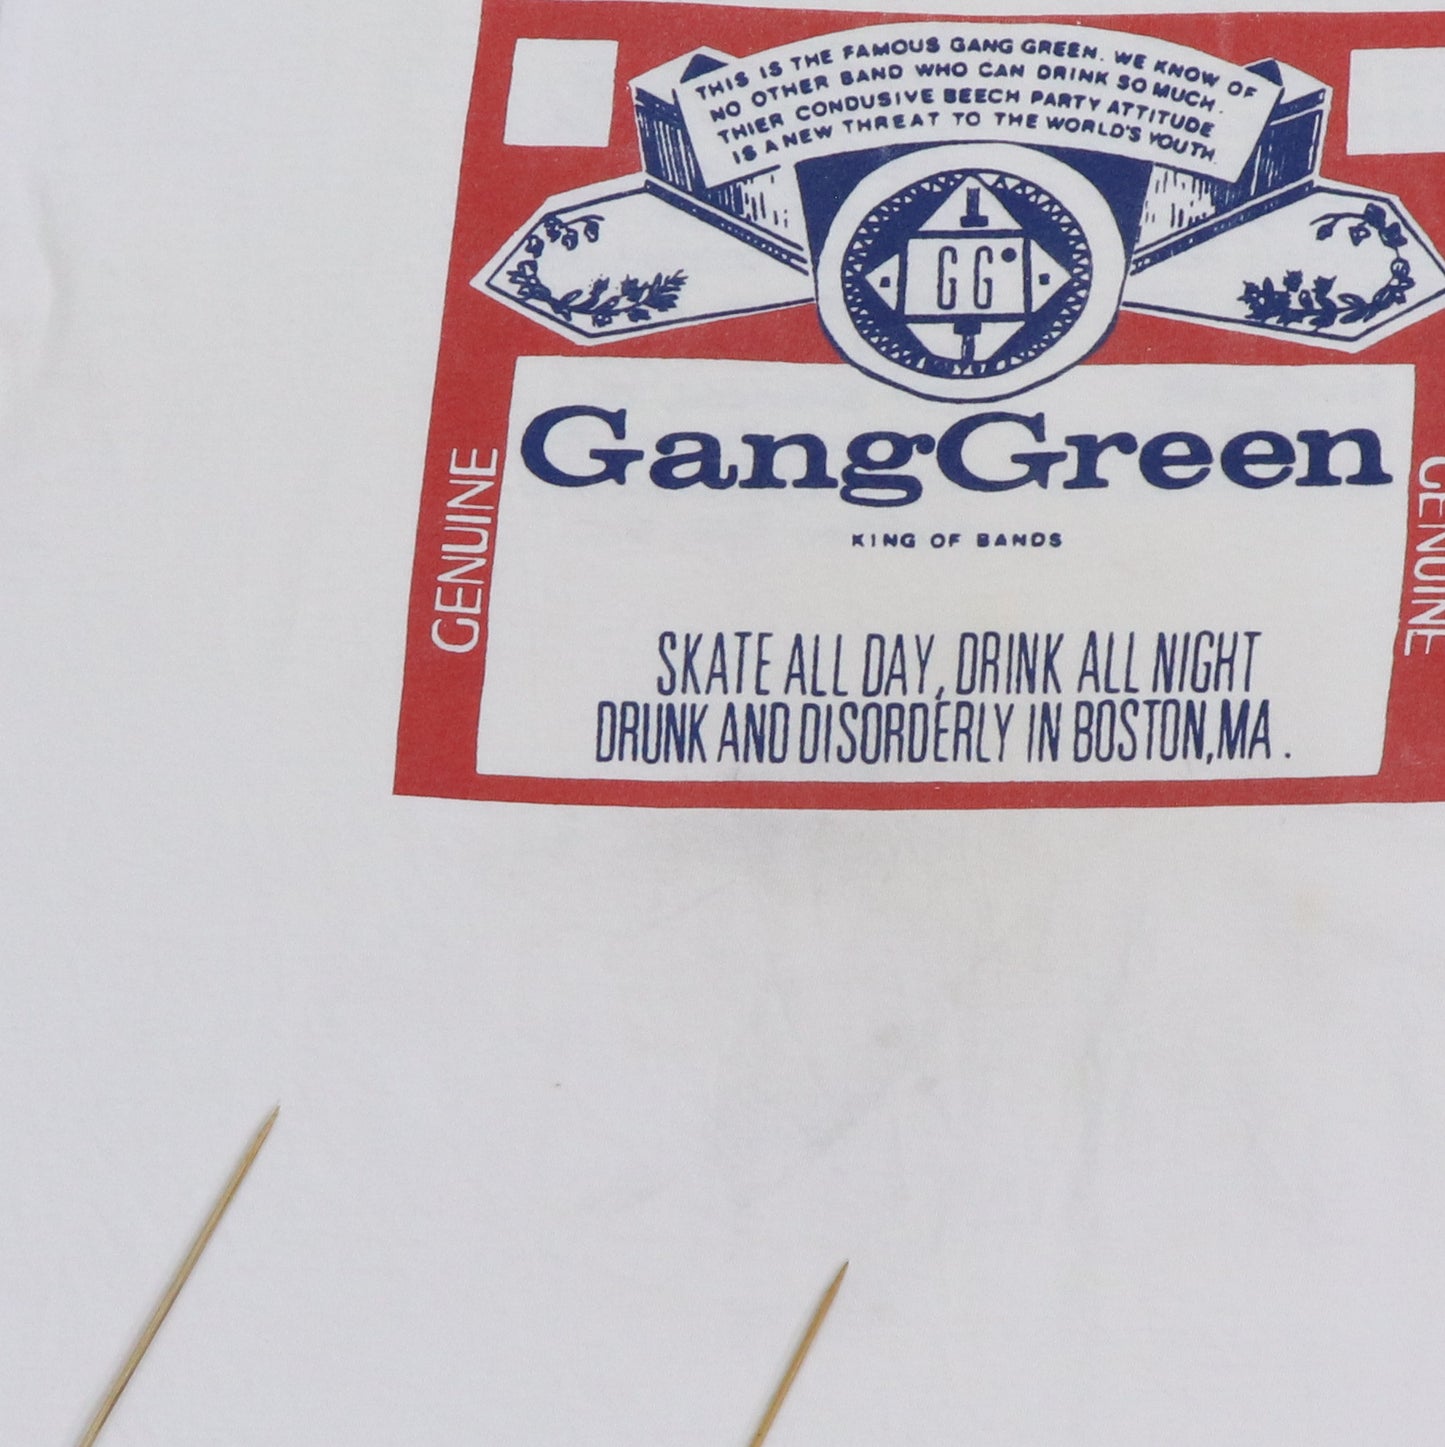 THIS IS THE FAMOUS GANG GREEN. WE KNOW OF
NO OTHER BAND WHO CAN DRINK SO MUCH.
THIER CONDUSIVE BEECH PARTY ATTITUDE
IS A NEW THREAT TO THE WORLD'S YOUTH.
GG
GangGreen
KING OF BANDS
GENUINE
GENUINE
SKATE ALL DAY, DRINK ALL NIGHT
DRUNK AND DISORDERLY IN BOSTON, MA.